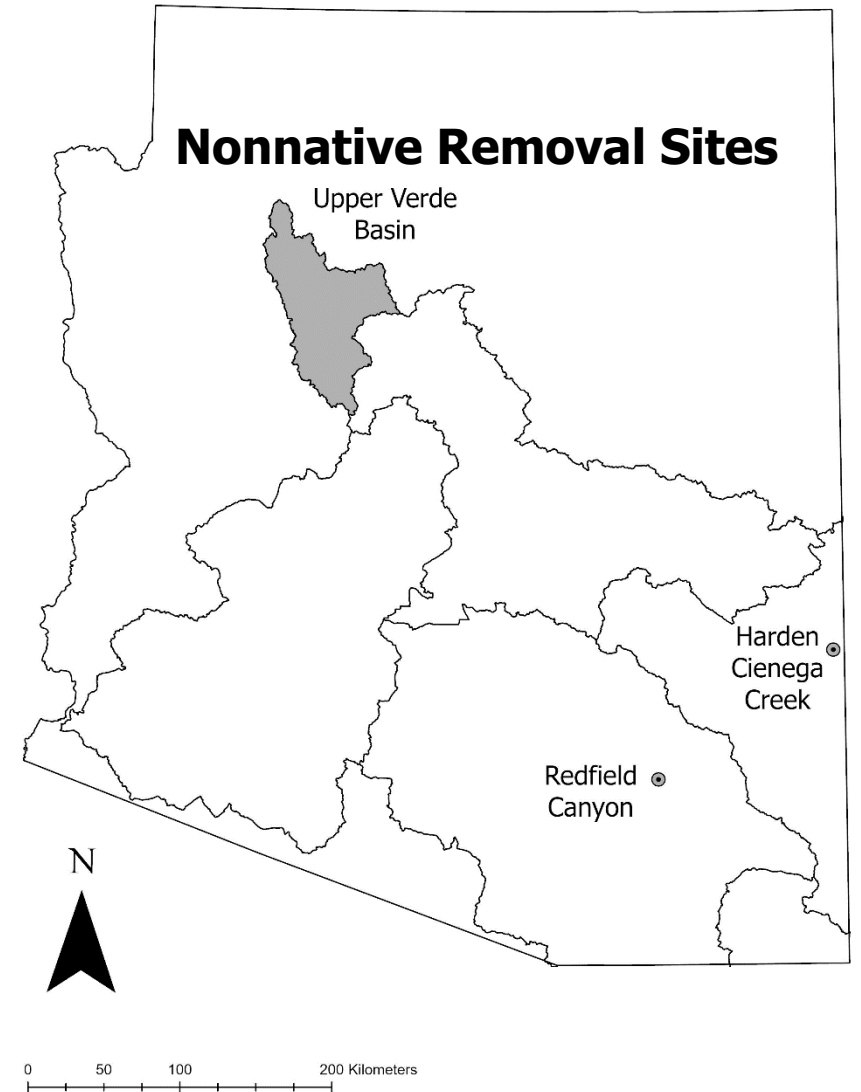 Nonnative Removal Sites
Upper Verde
Basin
Harden
Cienega
Creek
Redfield
Canyon
N
0 50 100 200 Kilometers